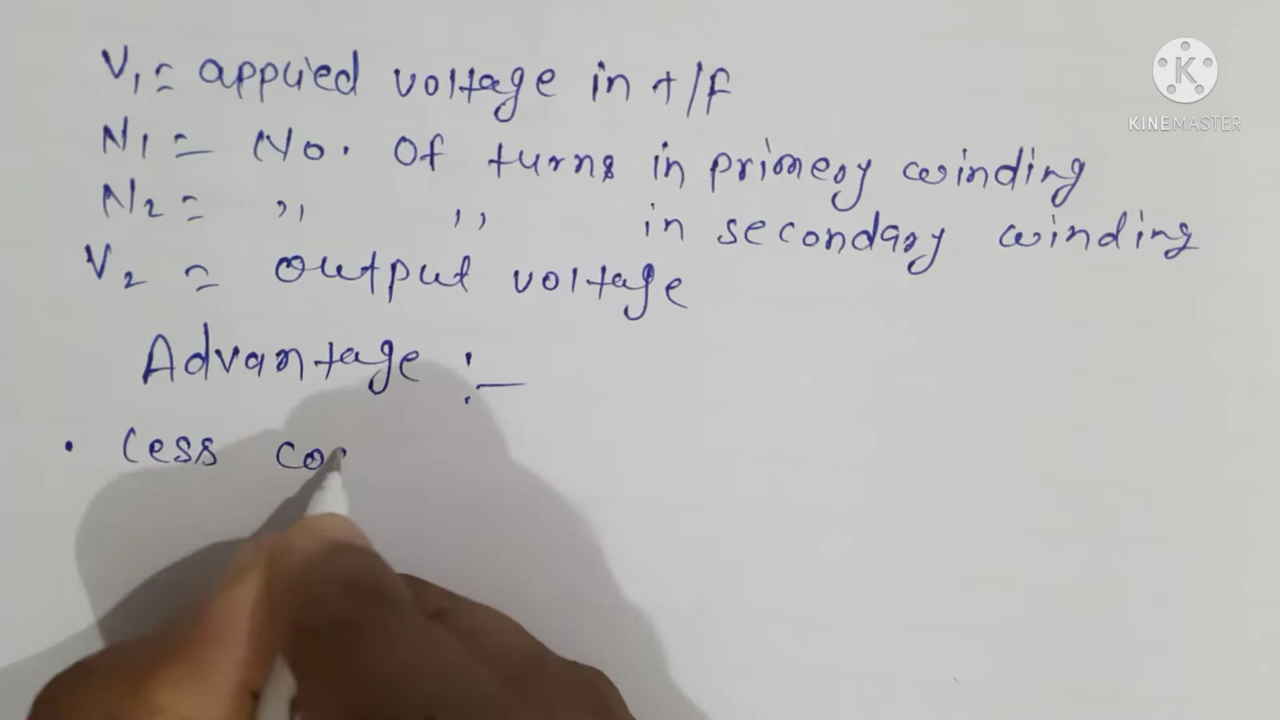 V₁ = applied voltage in t/f
N₁ = No. Of turns in primery winding
N₂ = ,, ,, in secondary winding
V₂ = output voltage
Advantage :-
• Less co
K
KINEMASTER